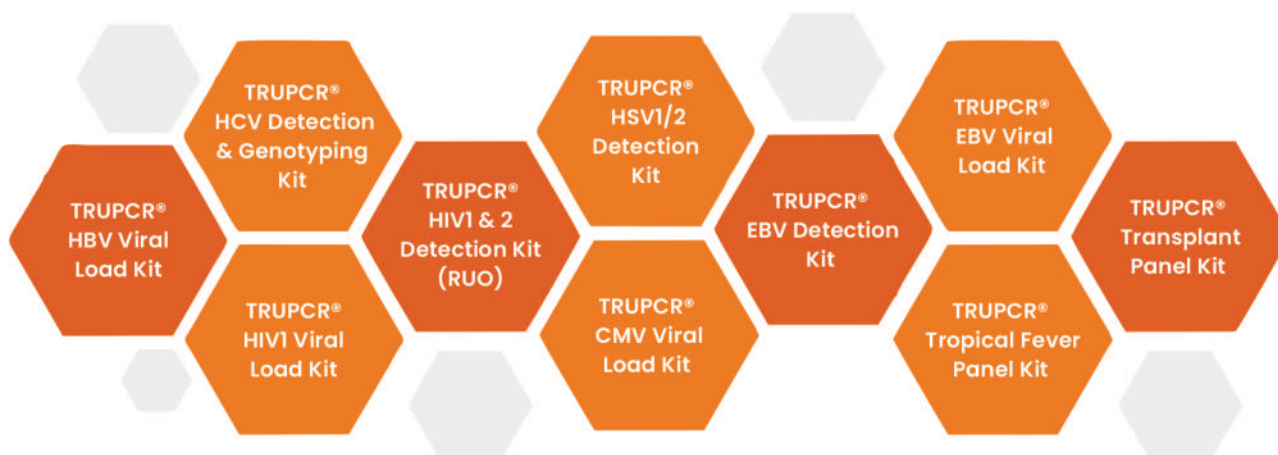 TRUPCR®
HBV Viral
Load Kit
TRUPCR®
HCV Detection
& Genotyping
Kit
TRUPCR®
HIV1 Viral
Load Kit
TRUPCR®
HIV1 & 2
Detection Kit
(RUO)
TRUPCR®
HSV1/2
Detection
Kit
TRUPCR®
CMV Viral
Load Kit
TRUPCR®
EBV Detection
Kit
TRUPCR®
EBV Viral
Load Kit
TRUPCR®
Tropical Fever
Panel Kit
TRUPCR®
Transplant
Panel Kit